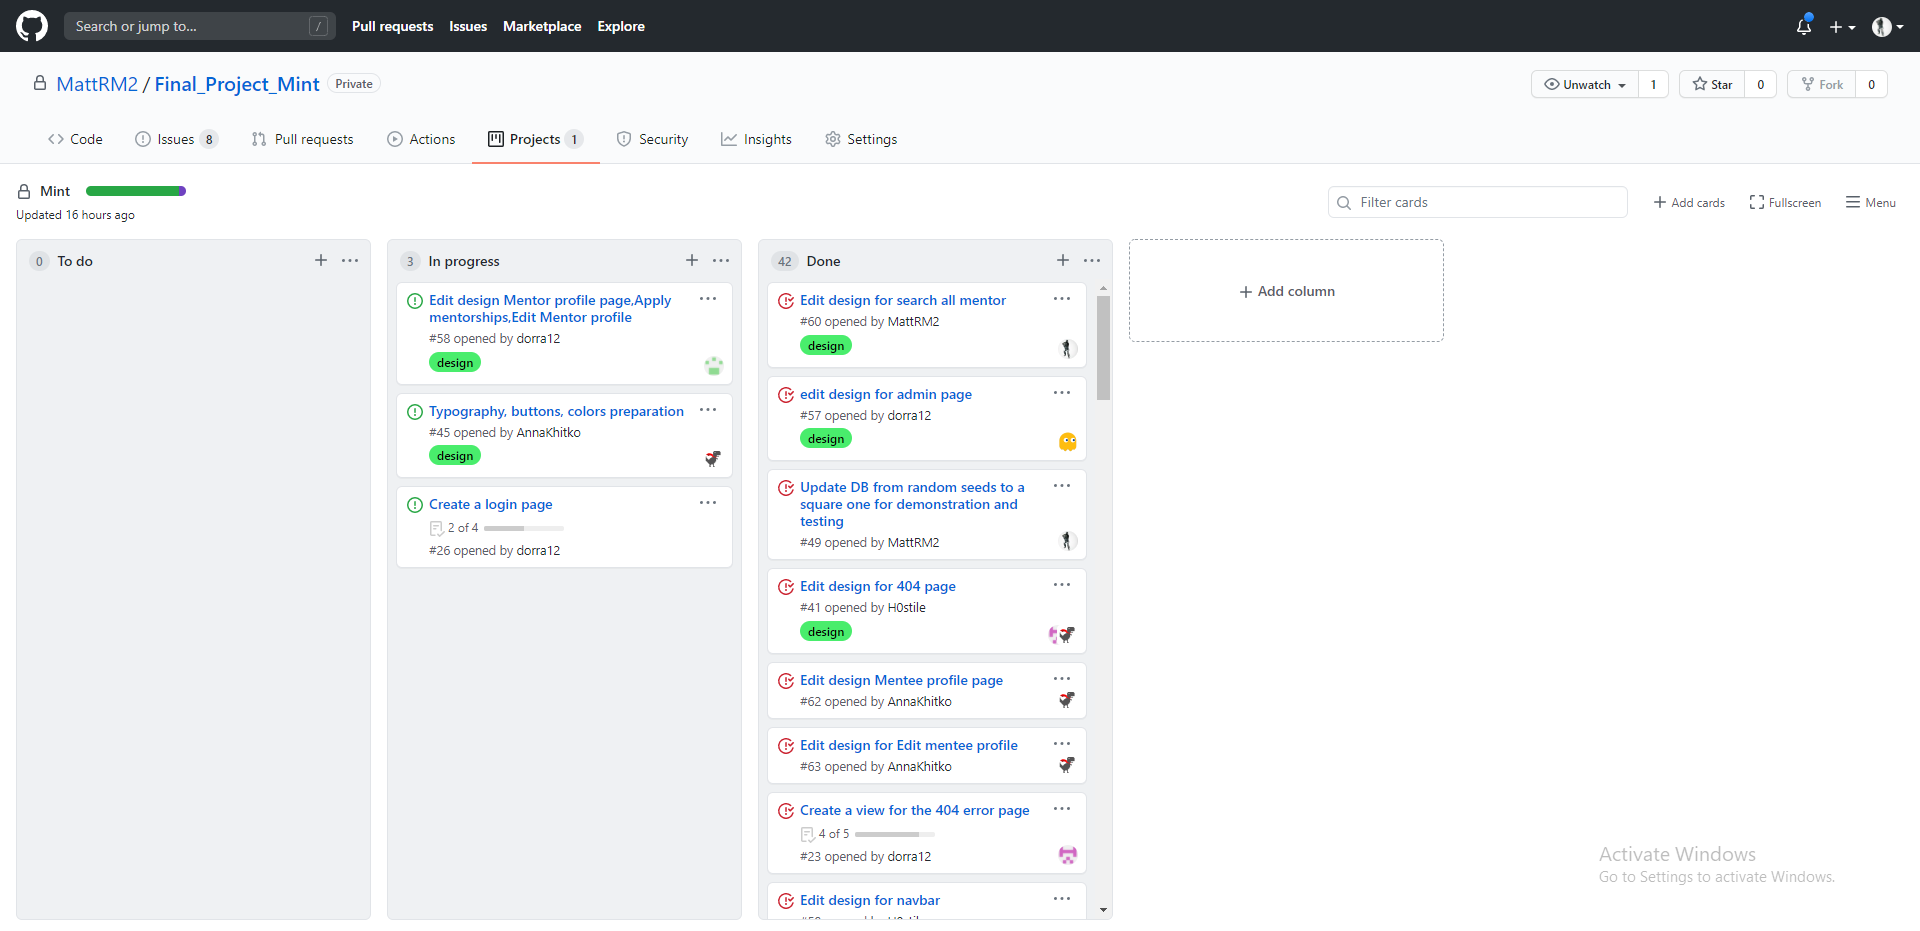 Search or jump to... /
Pull requests Issues Marketplace Explore
MattRM2 / Final_Project_Mint Private
Unwatch 1 Star 0 Fork 0
Code Issues 8 Pull requests Actions Projects 1 Security Insights Settings
Mint
Updated 16 hours ago
Filter cards
Add cards Fullscreen Menu
0 To do
3 In progress
Edit design Mentor profile page,Apply
mentorships,Edit Mentor profile
#58 opened by dorra12
design
Typography, buttons, colors preparation
#45 opened by AnnaKhitko
design
Create a login page
2 of 4
#26 opened by dorra12
42 Done
Edit design for search all mentor
#60 opened by MattRM2
design
edit design for admin page
#57 opened by dorra12
design
Update DB from random seeds to a
square one for demonstration and
testing
#49 opened by MattRM2
Edit design for 404 page
#41 opened by H0stile
design
Edit design Mentee profile page
#62 opened by AnnaKhitko
Edit design for Edit mentee profile
#63 opened by AnnaKhitko
Create a view for the 404 error page
4 of 5
#23 opened by dorra12
Edit design for navbar
Add column
Activate Windows
Go to Settings to activate Windows.